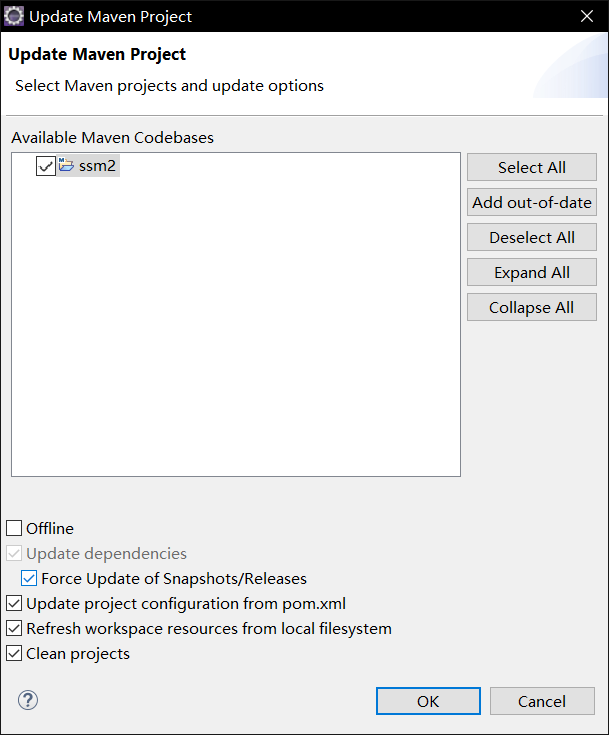 Update Maven Project
Update Maven Project
Select Maven projects and update options
Available Maven Codebases
ssm2
Select All
Add out-of-date
Deselect All
Expand All
Collapse All
Offline
Update dependencies
Force Update of Snapshots/Releases
Update project configuration from pom.xml
Refresh workspace resources from local filesystem
Clean projects
OK
Cancel